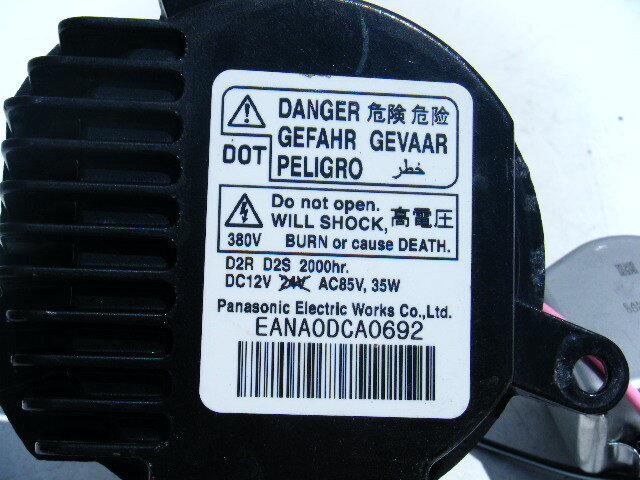 DANGER 危険 危险
GEFAHR GEVAAR
DOT PELIGRO خطر
Do not open.
WILL SHOCK, 高電圧
380V BURN or cause DEATH.
D2R D2S 2000hr.
DC12V 24V AC85V, 35W
Panasonic Electric Works Co.,Ltd.
EANA0DCA0692